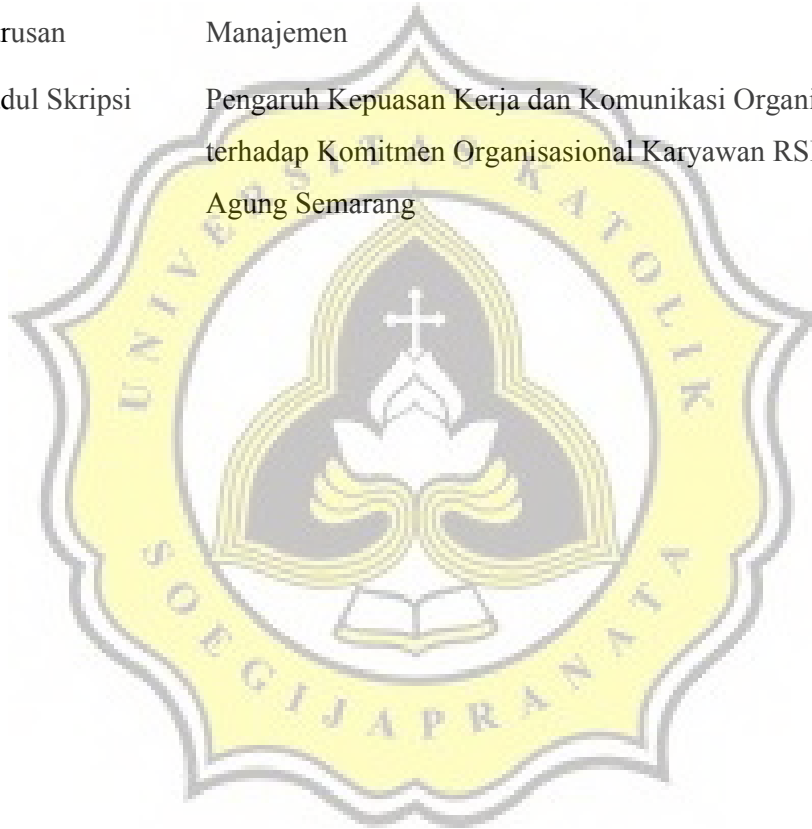 rusan Manajemen
dul Skripsi Pengaruh Kepuasan Kerja dan Komunikasi Organi
terhadap Komitmen Organisasional Karyawan RS
Agung Semarang
UNIVERSITAS KATOLIK
SOEGIJAPRANATA